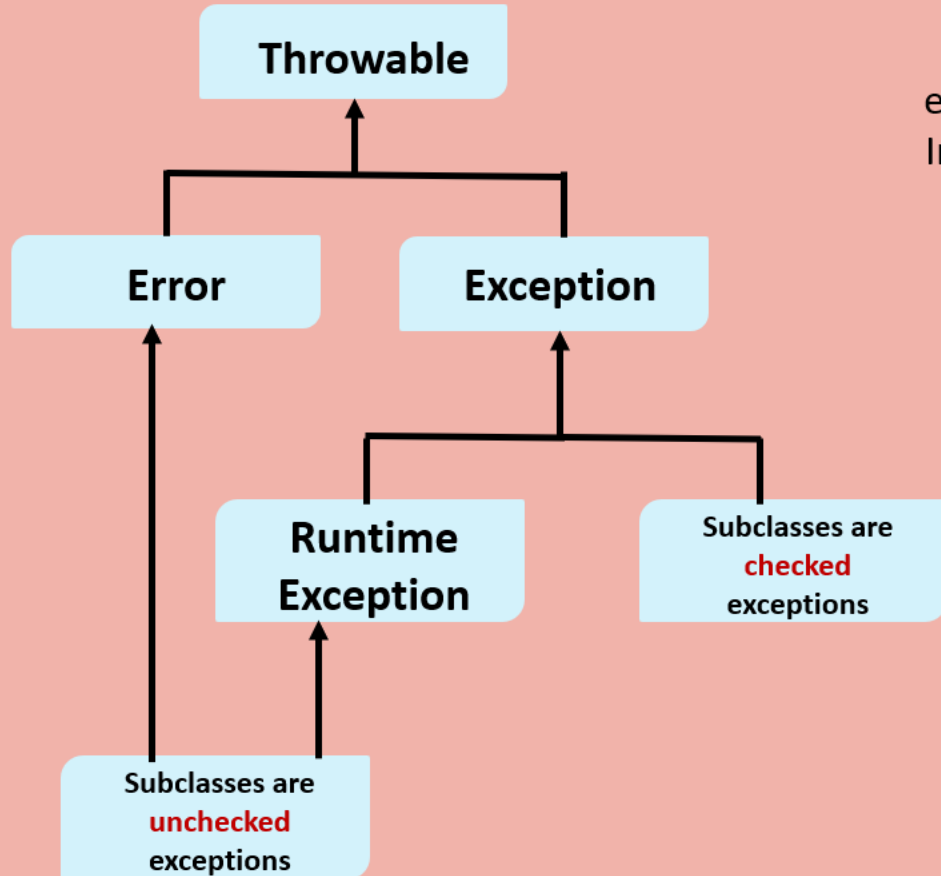 Throwable
Error
Exception
Runtime
Exception
Subclasses are
checked
exceptions
Subclasses are
unchecked
exceptions